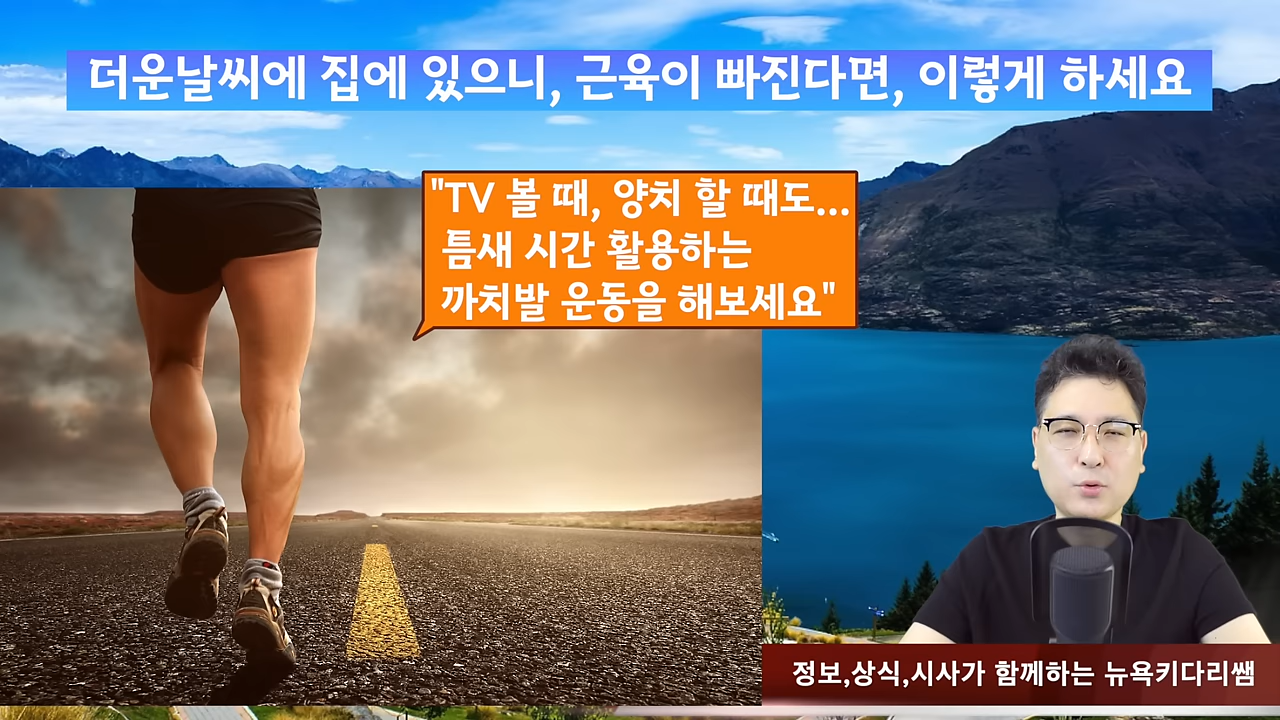 더운날씨에 집에 있으니, 근육이 빠진다면, 이렇게 하세요
"TV 볼 때, 양치 할 때도...
틈새 시간 활용하는
까치발 운동을 해보세요"
정보,상식,시사가 함께하는 뉴욕키다리쌤